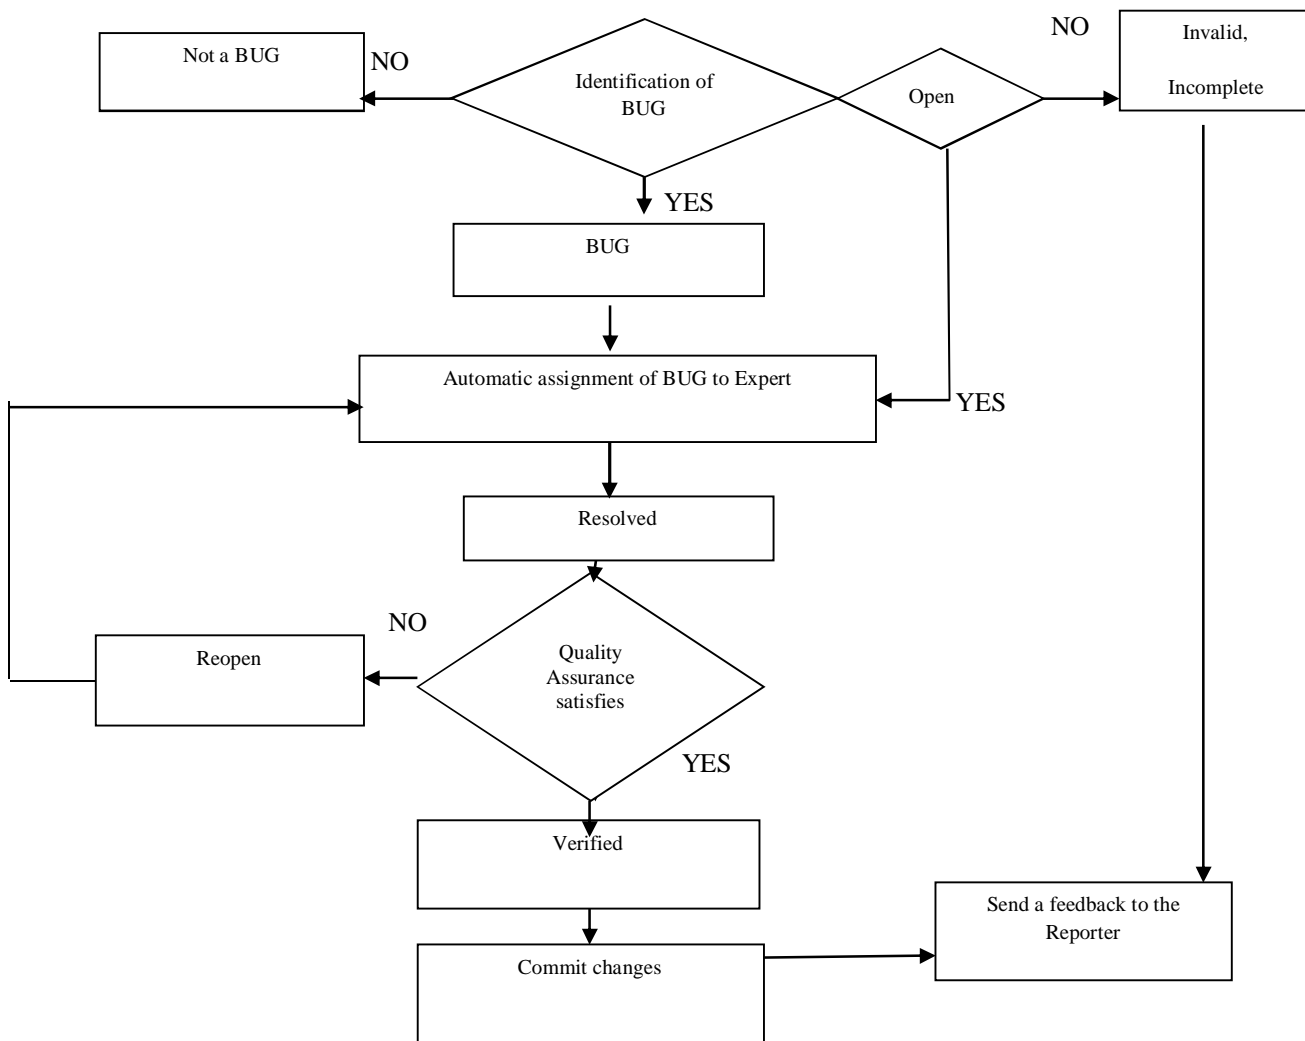 NO
Invalid,
Not a BUG
NO
Identification of
BUG
Open
Incomplete
YES
BUG
Automatic assignment of BUG to Expert
YES
Resolved
NO
Reopen
Quality
Assurance
satisfies
YES
Verified
Send a feedback to the
Reporter
Commit changes